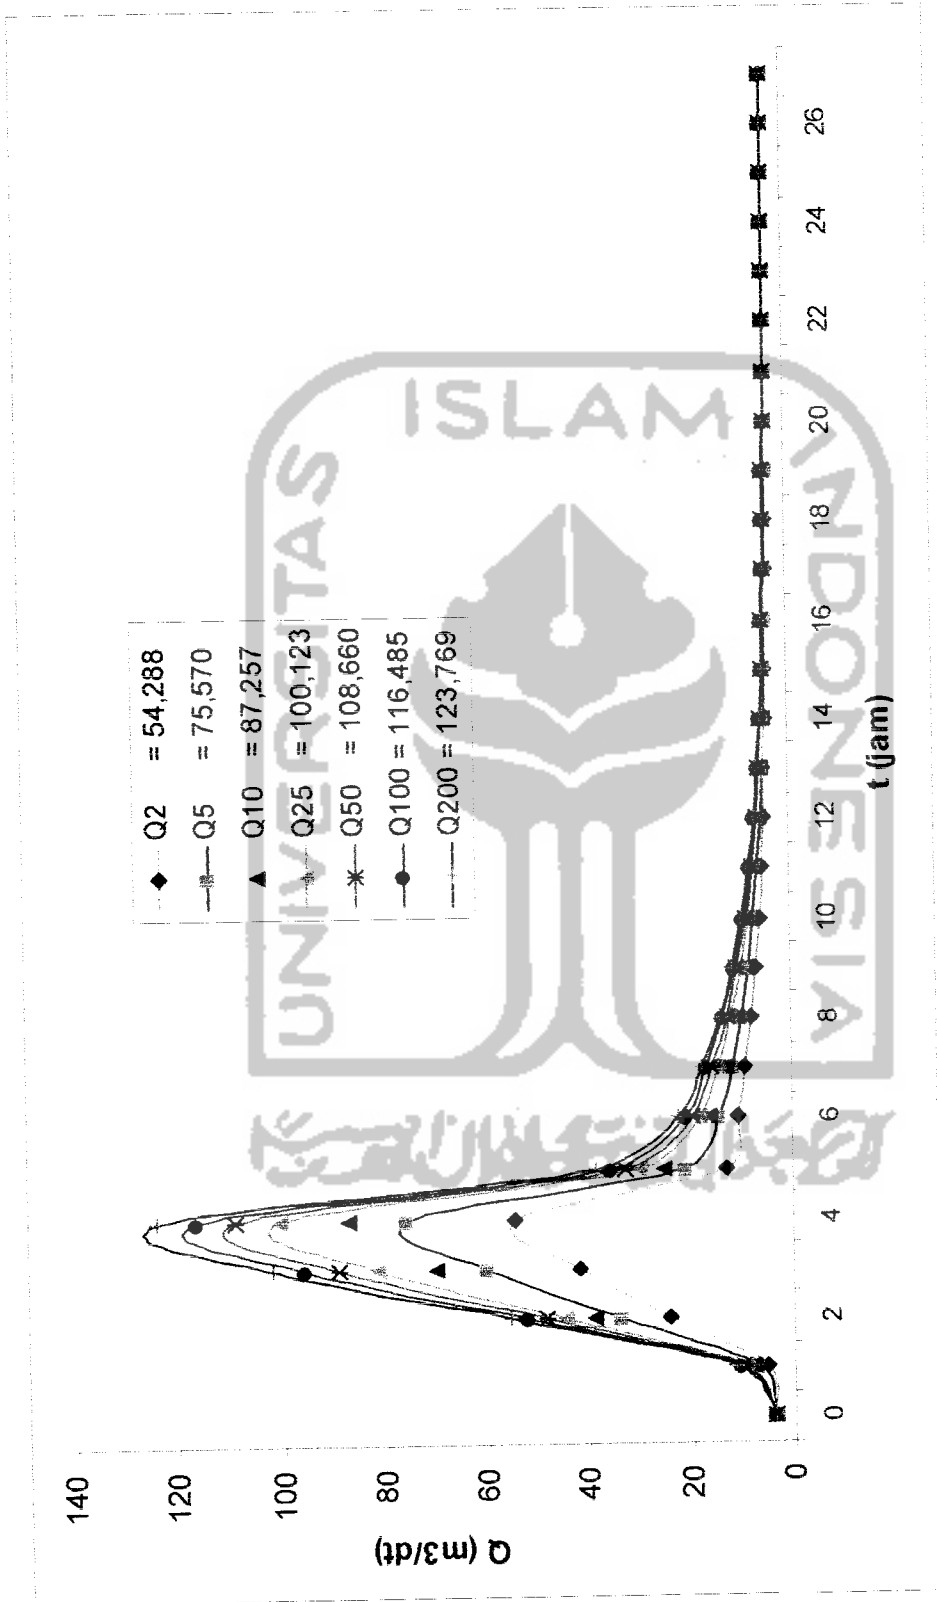 Q (m3/dt)
140
120
100
80
60
40
20
0
Q2 = 54,288
Q5 = 75,570
Q10 = 87,257
Q25 = 100,123
Q50 = 108,660
Q100 = 116,485
Q200 = 123,769
0 2 4 6 8 10 12 14 16 18 20 22 24 26
t (jam)
UNIVERSITAS
ISLAM
INDONESIA